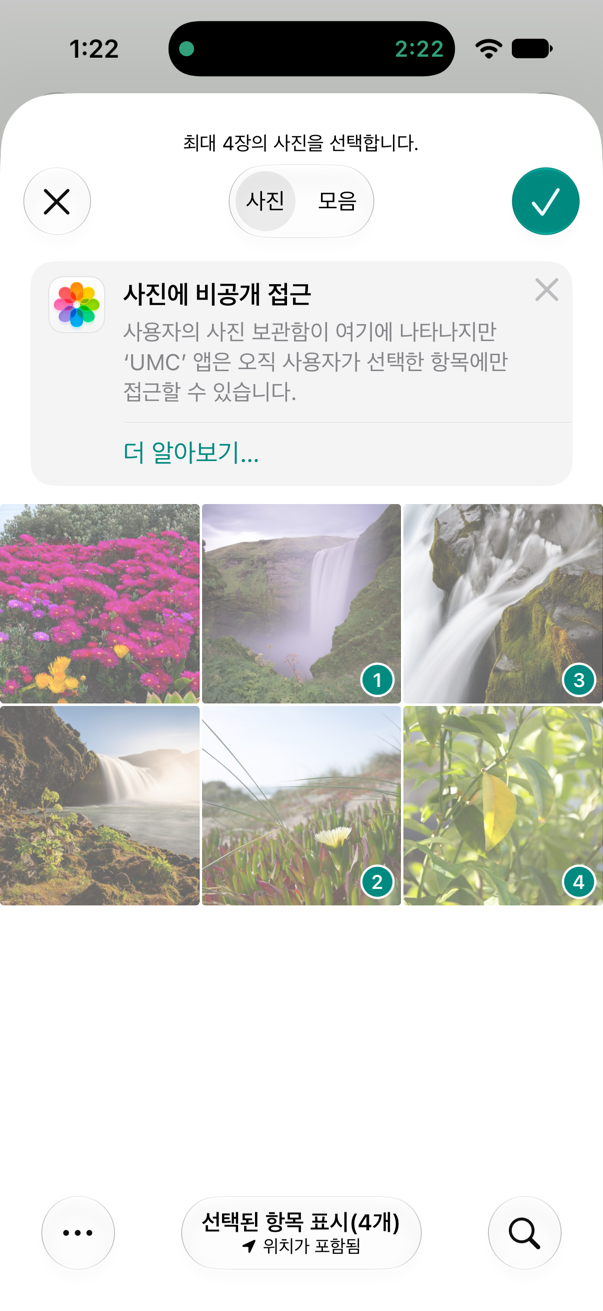 1:22
2:22
최대 4장의 사진을 선택합니다.
사진
모음
사진에 비공개 접근
사용자의 사진 보관함이 여기에 나타나지만
‘UMC’ 앱은 오직 사용자가 선택한 항목에만
접근할 수 있습니다.
더 알아보기...
1
3
2
4
선택된 항목 표시(4개)
위치가 포함됨